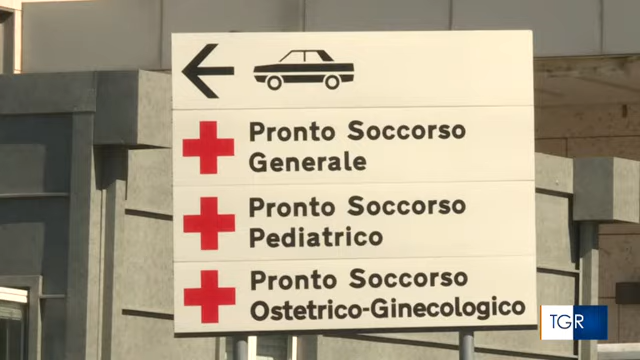 Pronto Soccorso
Generale
Pronto Soccorso
Pediatrico
Pronto Soccorso
Ostetrico-Ginecologico
TGR